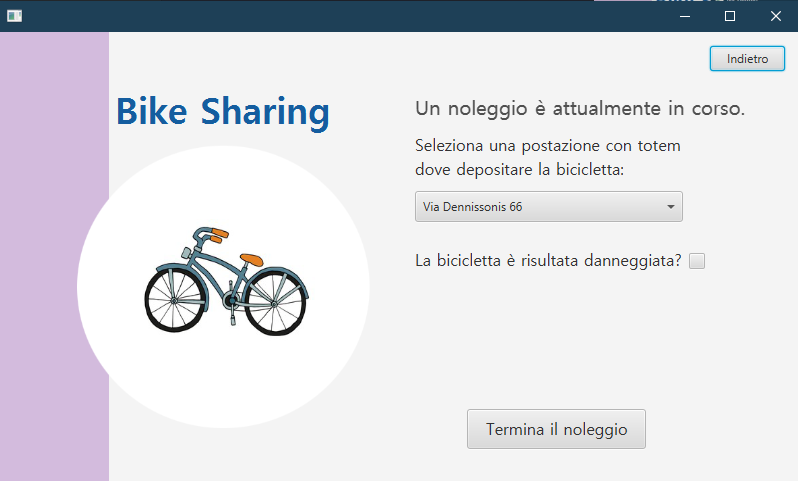 Indietro
Bike Sharing
Un noleggio è attualmente in corso.
Seleziona una postazione con totem
dove depositare la bicicletta:
Via Dennissonis 66
La bicicletta è risultata danneggiata?
Termina il noleggio